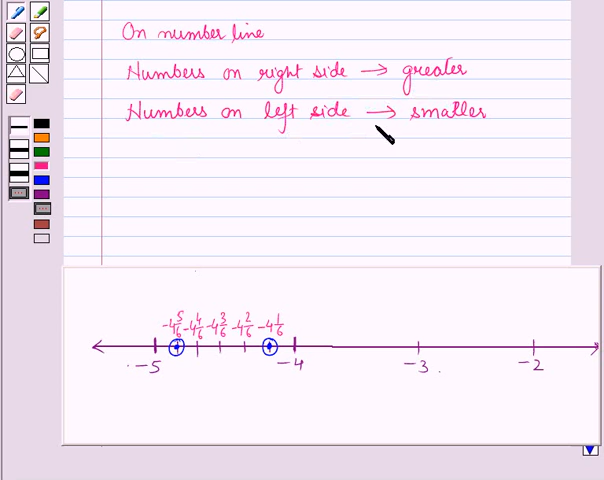 On number line
Numbers on right side → greater
Numbers on left side → smaller
-4 5/6 -4 4/6 -4 3/6 -4 2/6 -4 1/6
-5 -4 -3 -2